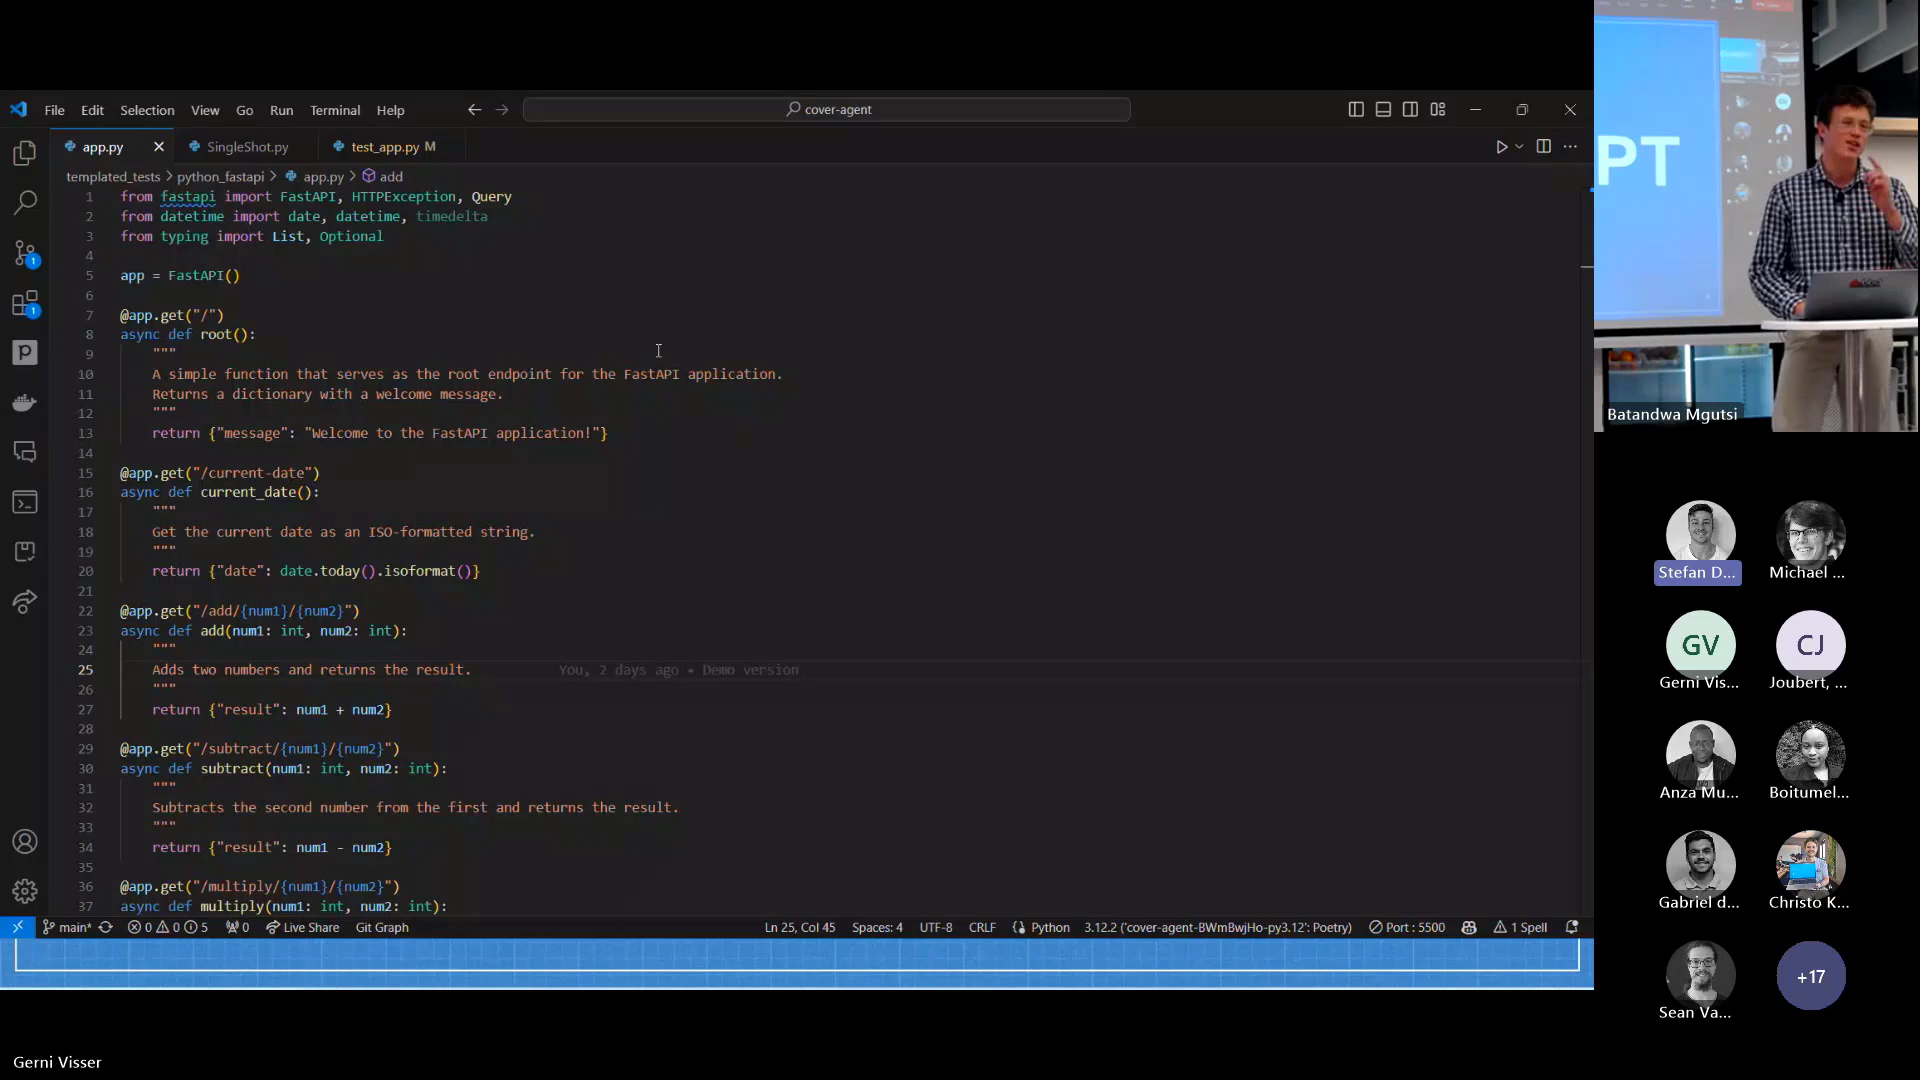 File Edit Selection View Go Run Terminal Help
cover-agent
app.py
SingleShot.py
test_app.py M
templated_tests > python_fastapi > app.py > add
1 from fastapi import FastAPI, HTTPException, Query
2 from datetime import date, datetime, timedelta
3 from typing import List, Optional
4
5 app = FastAPI()
6
7 @app.get("/")
8 async def root():
9 """
10 A simple function that serves as the root endpoint for the FastAPI application.
11 Returns a dictionary with a welcome message.
12 """
13 return {"message": "Welcome to the FastAPI application!"}
14
15 @app.get("/current-date")
16 async def current_date():
17 """
18 Get the current date as an ISO-formatted string.
19 """
20 return {"date": date.today().isoformat()}
21
22 @app.get("/add/{num1}/{num2}")
23 async def add(num1: int, num2: int):
24 """
25 Adds two numbers and returns the result. You, 2 days ago • Demo version
26 """
27 return {"result": num1 + num2}
28
29 @app.get("/subtract/{num1}/{num2}")
30 async def subtract(num1: int, num2: int):
31 """
32 Subtracts the second number from the first and returns the result.
33 """
34 return {"result": num1 - num2}
35
36 @app.get("/multiply/{num1}/{num2}")
37 async def multiply(num1: int, num2: int):
1
1
main* 0 0 5 0 Live Share Git Graph Ln 25, Col 45 Spaces: 4 UTF-8 CRLF Python 3.12.2 ('cover-agent-BWmBwjHo-py3.12': Poetry) Port : 5500 1 Spell
PT
Batandwa Mgutsi
Stefan D...
Michael ...
GV
CJ
Gerni Vis...
Joubert, ...
Anza Mu...
Boitumel...
Gabriel d...
Christo K...
+17
Sean Va...
Gerni Visser